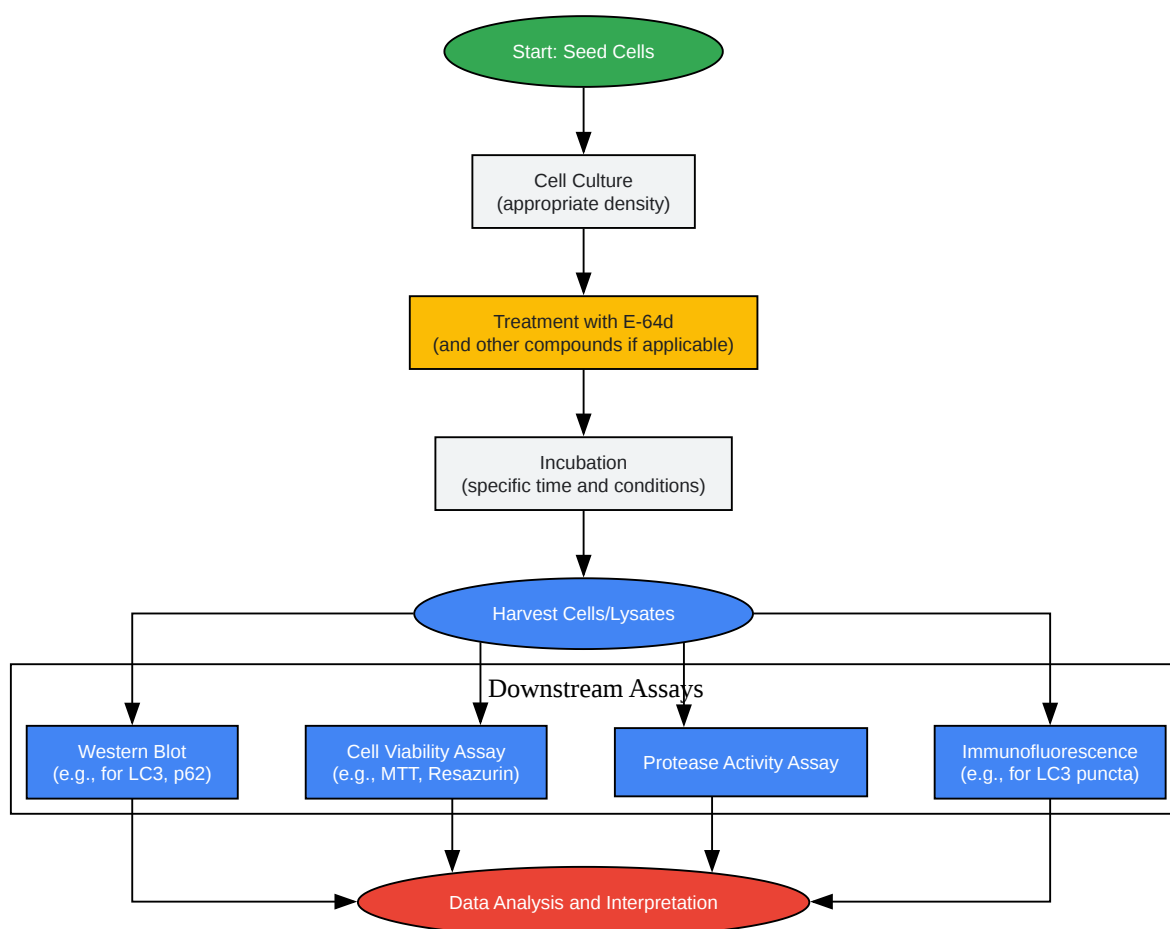 Start: Seed Cells
Cell Culture
(appropriate density)
Treatment with E-64d
(and other compounds if applicable)
Incubation
(specific time and conditions)
Harvest Cells/Lysates
Downstream Assays
Western Blot
(e.g., for LC3, p62)
Cell Viability Assay
(e.g., MTT, Resazurin)
Protease Activity Assay
Immunofluorescence
(e.g., for LC3 puncta)
Data Analysis and Interpretation